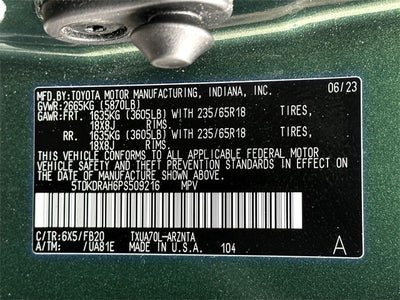 MFD.BY:TOYOTA MOTOR MANUFACTURING, INDIANA, INC. 06/23
GVWR:2665KG (5870LB)
GAWR:FRT. 1635KG (3605LB) WITH 235/65R18 TIRES,
18X8J RIMS
RR. 1635KG (3605LB) WITH 235/65R18 TIRES,
18X8J RIMS
THIS VEHICLE CONFORMS TO ALL APPLICABLE FEDERAL MOTOR
VEHICLE SAFETY AND THEFT PREVENTION STANDARDS IN EFFECT ON
THE DATE OF MANUFACTURE SHOWN ABOVE.
5TDKDRAH6PS509216 MPV
C/TR:6X5/FB20 TXUA70L-ARZNTA
A/TM: /UA81E MADE IN U.S.A. 104 A